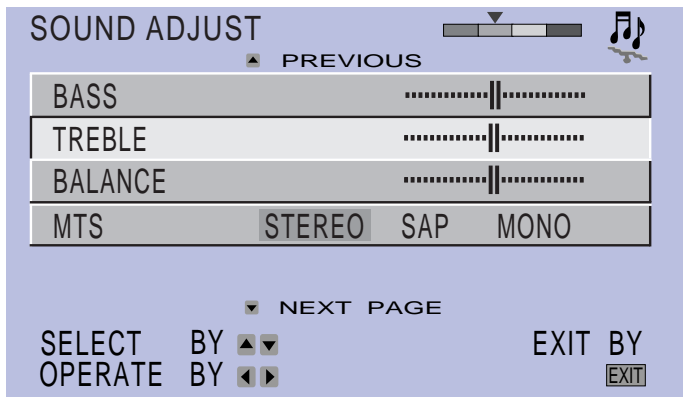 SOUND ADJUST
PREVIOUS
BASS
TREBLE
BALANCE
MTS STEREO SAP MONO
NEXT PAGE
SELECT BY
EXIT BY
OPERATE BY
EXIT